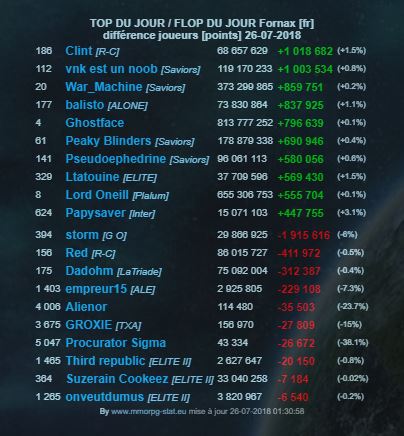 TOP DU JOUR / FLOP DU JOUR Fornax [fr]
différence joueurs [points] 26-07-2018
186 Clint [R-C] 68 657 629 +1 018 682 (+1.5%)
112 vnk est un noob [Saviors] 119 170 233 +1 003 534 (+0.8%)
20 War_Machine [Saviors] 373 299 865 +859 751 (+0.2%)
177 balisto [ALONE] 73 830 864 +837 925 (+1.1%)
4 Ghostface 813 777 252 +796 639 (+0.1%)
61 Peaky Blinders [Saviors] 178 879 338 +690 946 (+0.4%)
141 Pseudoephedrine [Saviors] 96 061 113 +580 056 (+0.6%)
329 Ltatouine [ELITE] 37 709 596 +569 430 (+1.5%)
8 Lord Oneill [Plalum] 655 306 753 +555 704 (+0.1%)
624 Papysaver [Inter] 15 071 103 +447 755 (+3.1%)
394 storm [G O] 29 866 925 -1 915 616 (-6%)
156 Red [R-C] 86 015 727 -411 972 (-0.5%)
175 Dadohm [LaTriade] 75 092 004 -312 387 (-0.4%)
1 403 empreur15 [ALE] 2 925 805 -229 108 (-7.3%)
4 006 Alienor 114 480 -35 503 (-23.7%)
3 675 GROXIE [TXA] 156 970 -27 809 (-15%)
5 047 Procurator Sigma 43 334 -26 672 (-38.1%)
1 465 Third republic [ELITE II] 2 627 647 -20 150 (-0.8%)
364 Suzerain Cookeez [ELITE II] 33 040 258 -7 184 (-0.02%)
1 265 onveutdumus [ELITE II] 3 820 967 -6 540 (-0.2%)
By www.mmorpg-stat.eu mise à jour 26-07-2018 01:30:58